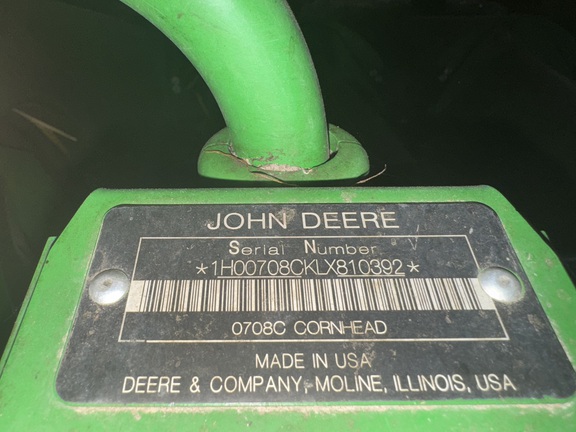 JOHN DEERE
Serial Number
*1H00708CKLX810392*
0708C CORNHEAD
MADE IN USA
DEERE & COMPANY, MOLINE, ILLINOIS, USA